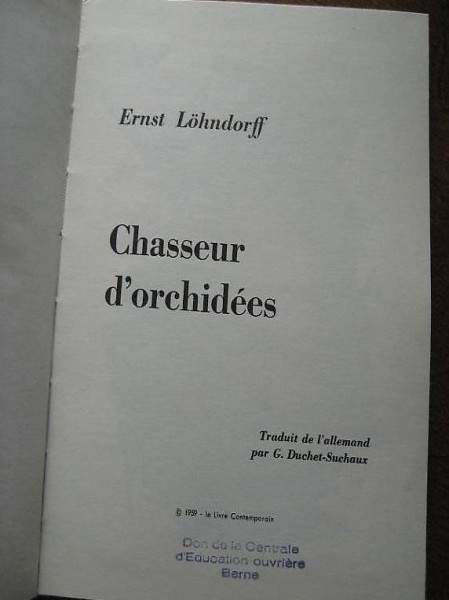 Ernst Löhndorff
Chasseur
d'orchidées
Traduit de l'allemand
par G. Duchet-Suchaux
© 1959 - le Livre Contemporain
Don de la Centrale
d'Education ouvrière
Berne